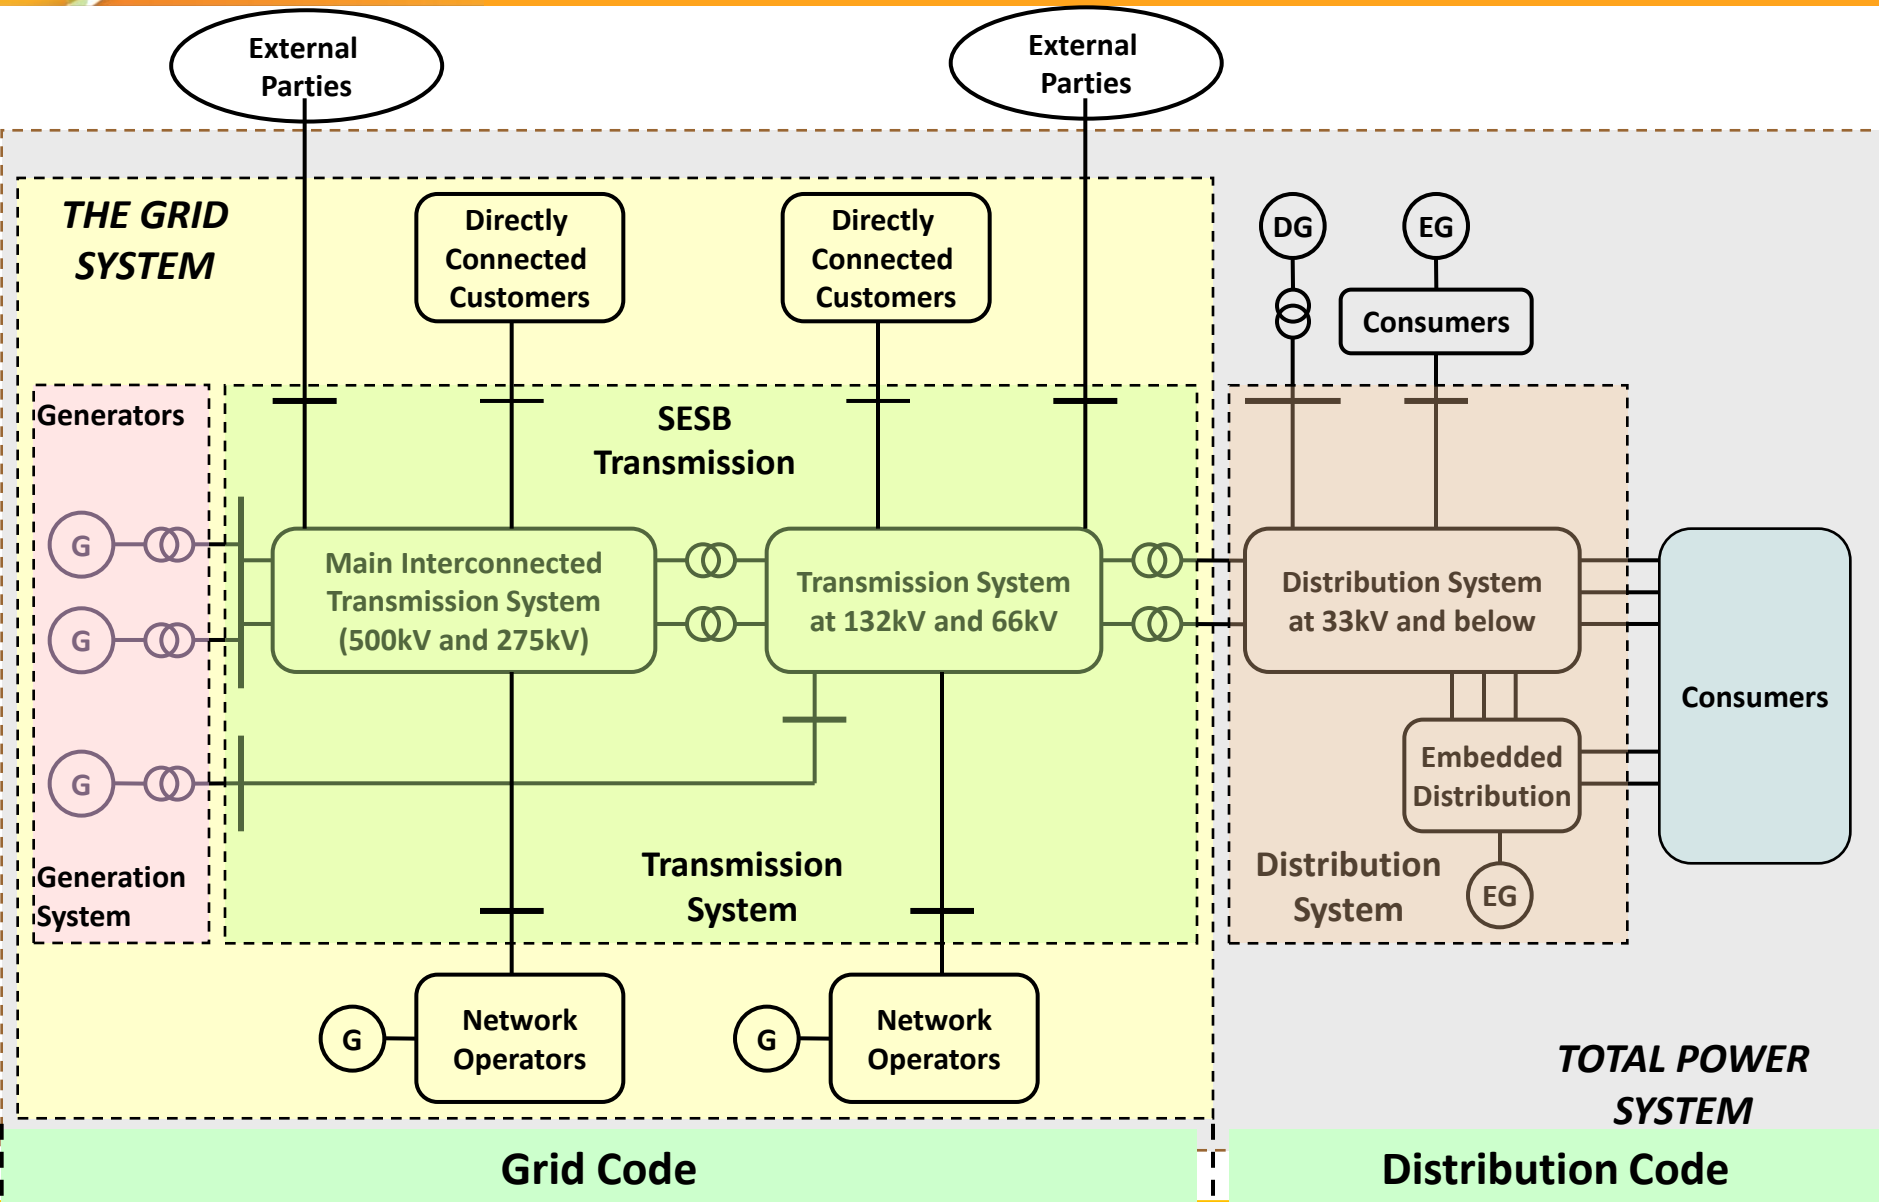 External
Parties
External
Parties
THE GRID
SYSTEM
Directly
Connected
Customers
Directly
Connected
Customers
DG
EG
Consumers
Generators
SESB
Transmission
G
Main Interconnected
Transmission System
(500kV and 275kV)
Transmission System
at 132kV and 66kV
Distribution System
at 33kV and below
G
Consumers
G
Embedded
Distribution
Generation
System
Transmission
System
Distribution
System
EG
G
Network
Operators
G
Network
Operators
TOTAL POWER
SYSTEM
Grid Code
Distribution Code